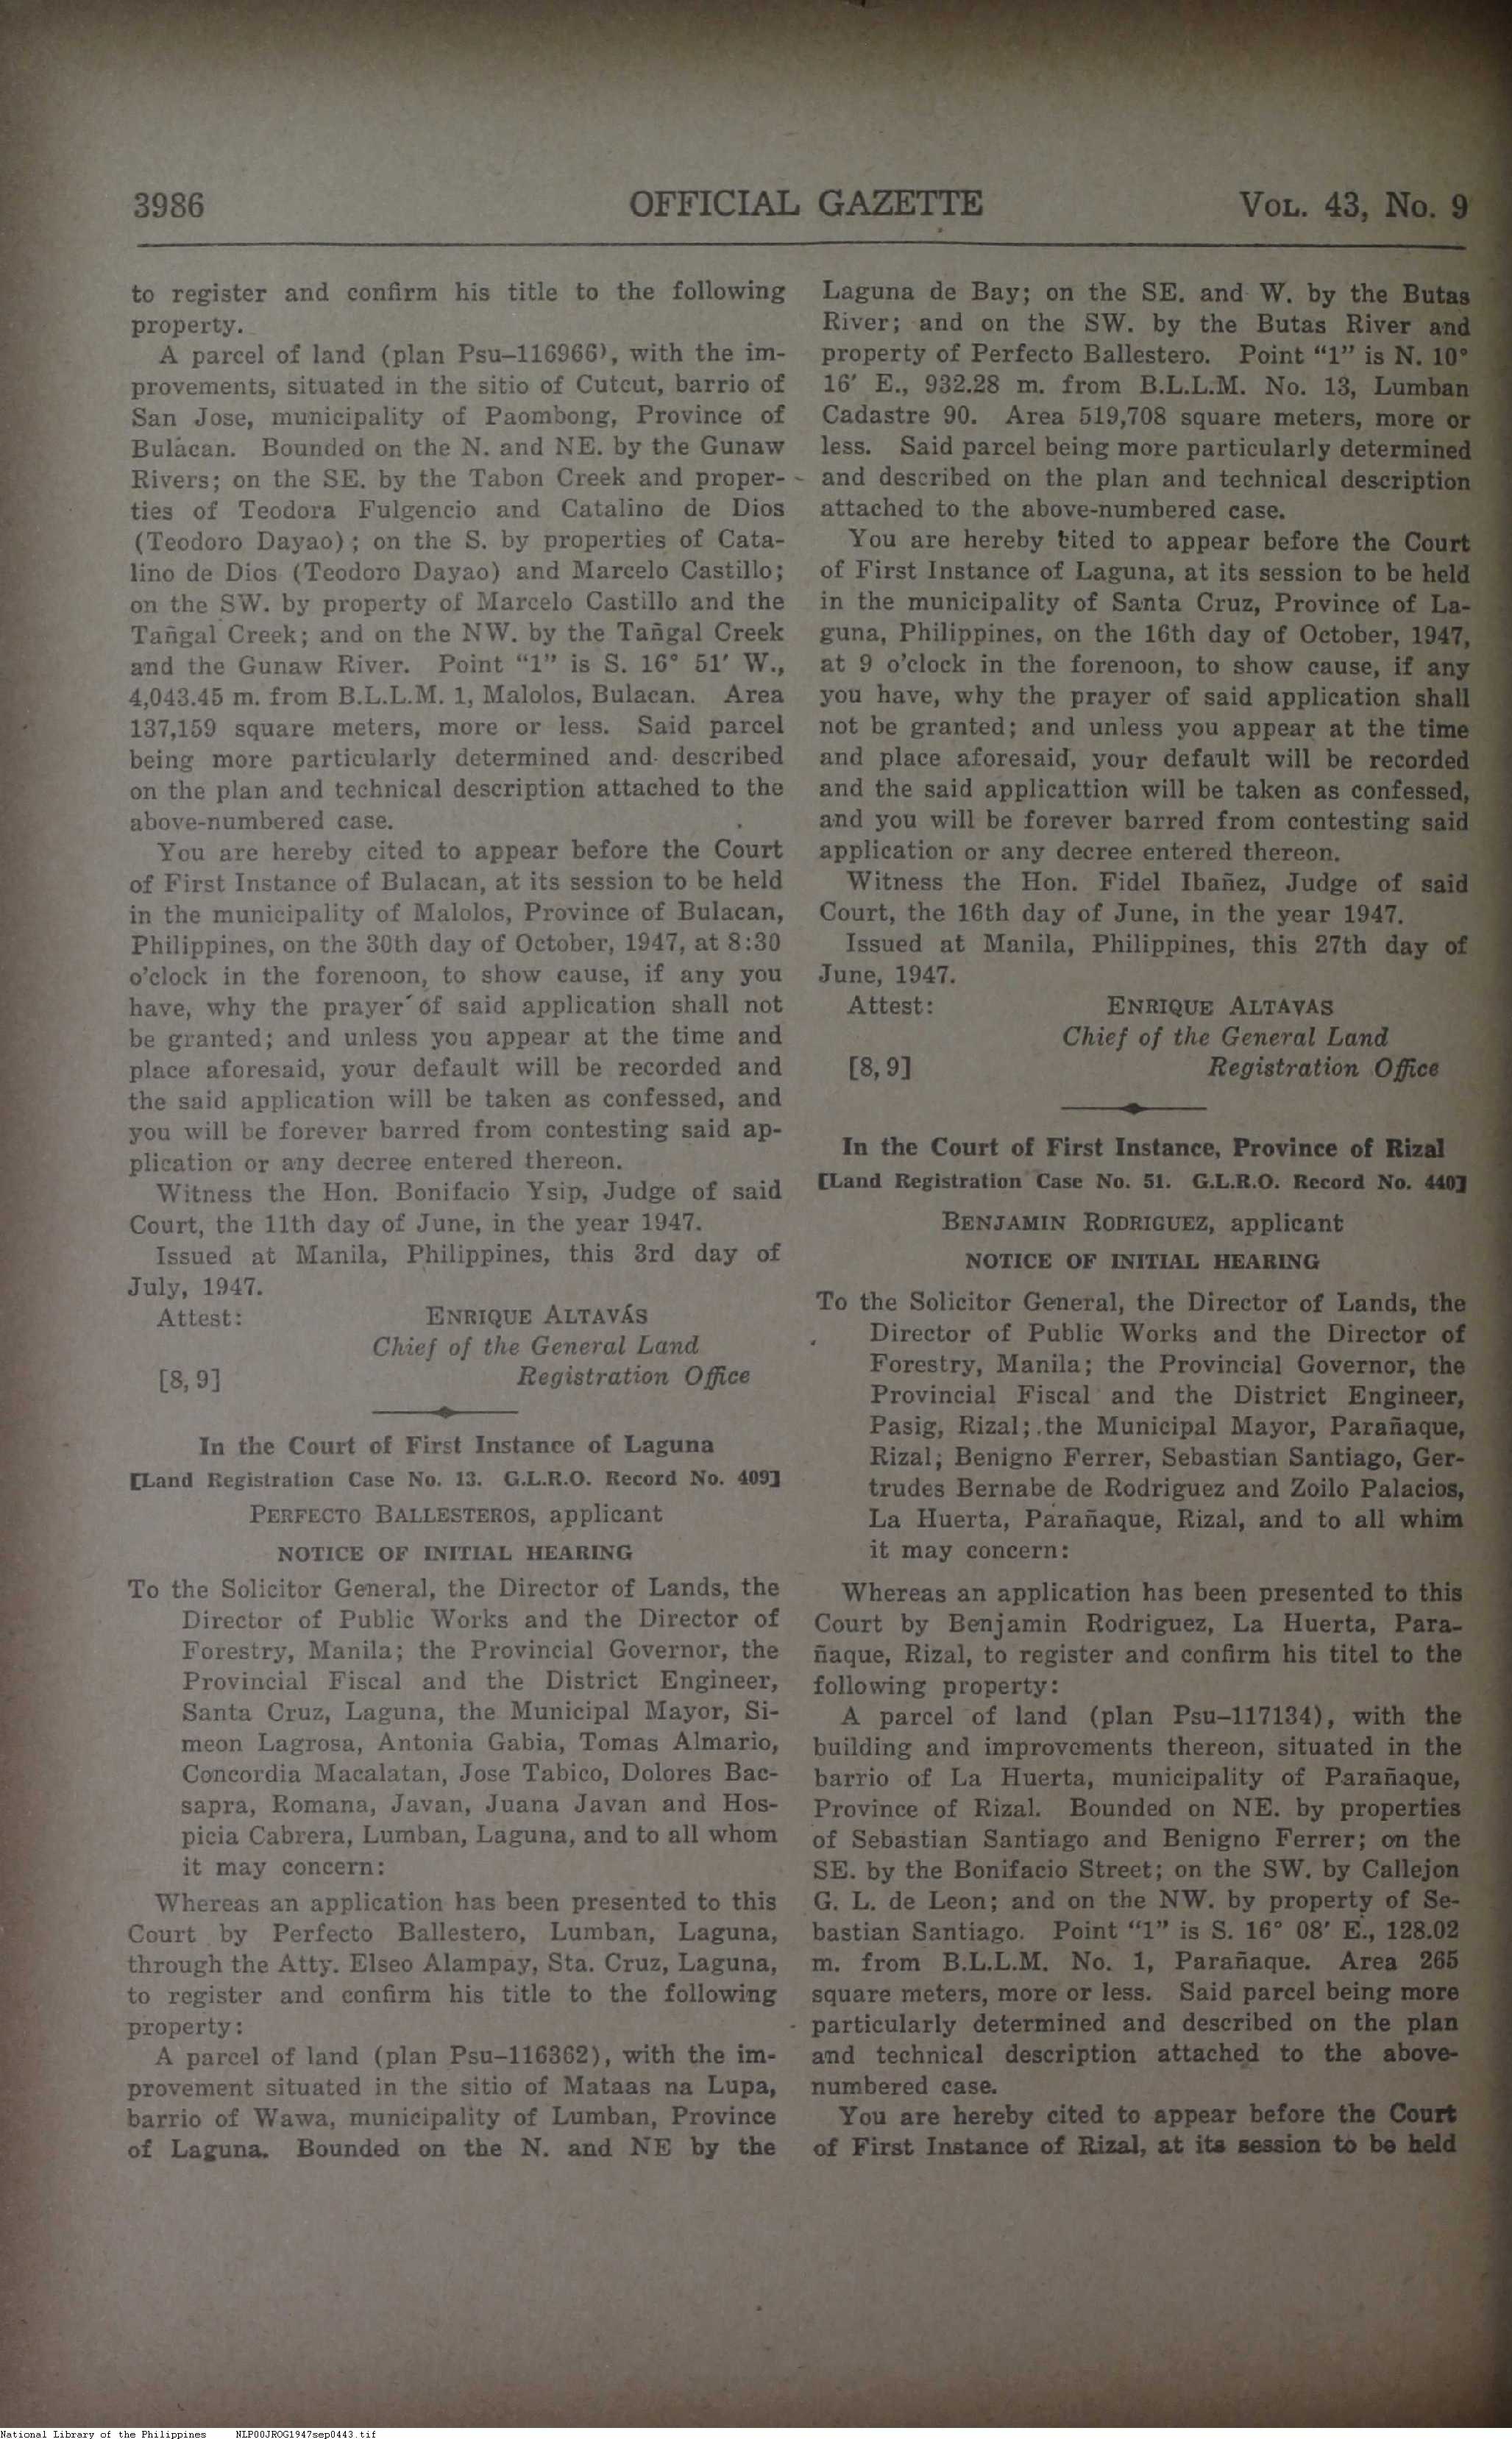 3986
OFFICIAL GAZETTE
VOL. 43, No. 9
to register and confirm his title to the following
property.
A parcel of land (plan Psu–116966), with the im-
provements, situated in the sitio of Cutcut, barrio of
San Jose, municipality of Paombong, Province of
Bulacan. Bounded on the N. and NE. by the Gunaw
Rivers; on the SE. by the Tabon Creek and proper-
ties of Teodora Fulgencio and Catalino de Dios
(Teodoro Dayao); on the S. by properties of Cata-
lino de Dios (Teodoro Dayao) and Marcelo Castillo;
on the SW. by property of Marcelo Castillo and the
Tañgal Creek; and on the NW. by the Tañgal Creek
and the Gunaw River. Point “1” is S. 16° 51′ W.,
4,043.45 m. from B.L.L.M. 1, Malolos, Bulacan. Area
137,159 square meters, more or less. Said parcel
being more particularly determined and described
on the plan and technical description attached to the
above-numbered case.
You are hereby cited to appear before the Court
of First Instance of Bulacan, at its session to be held
in the municipality of Malolos, Province of Bulacan,
Philippines, on the 30th day of October, 1947, at 8:30
o’clock in the forenoon, to show cause, if any you
have, why the prayer of said application shall not
be granted; and unless you appear at the time and
place aforesaid, your default will be recorded and
the said application will be taken as confessed, and
you will be forever barred from contesting said ap-
plication or any decree entered thereon.
Witness the Hon. Bonifacio Ysip, Judge of said
Court, the 11th day of June, in the year 1947.
Issued at Manila, Philippines, this 3rd day of
July, 1947.
Attest: ENRIQUE ALTAVÁS
Chief of the General Land
[8, 9] Registration Office
In the Court of First Instance of Laguna
[Land Registration Case No. 13. G.L.R.O. Record No. 409]
PERFECTO BALLESTEROS, applicant
NOTICE OF INITIAL HEARING
To the Solicitor General, the Director of Lands, the
Director of Public Works and the Director of
Forestry, Manila; the Provincial Governor, the
Provincial Fiscal and the District Engineer,
Santa Cruz, Laguna, the Municipal Mayor, Si-
meon Lagrosa, Antonia Gabia, Tomas Almario,
Concordia Macalatan, Jose Tabico, Dolores Bac-
sapra, Romana, Javan, Juana Javan and Hos-
picia Cabrera, Lumban, Laguna, and to all whom
it may concern:
Whereas an application has been presented to this
Court by Perfecto Ballestero, Lumban, Laguna,
through the Atty. Elseo Alampay, Sta. Cruz, Laguna,
to register and confirm his title to the following
property:
A parcel of land (plan Psu–116362), with the im-
provement situated in the sitio of Mataas na Lupa,
barrio of Wawa, municipality of Lumban, Province
of Laguna. Bounded on the N. and NE by the
Laguna de Bay; on the SE. and W. by the Butas
River; and on the SW. by the Butas River and
property of Perfecto Ballestero. Point “1” is N. 10°
16′ E., 932.28 m. from B.L.L.M. No. 13, Lumban
Cadastre 90. Area 519,708 square meters, more or
less. Said parcel being more particularly determined
and described on the plan and technical description
attached to the above-numbered case.
You are hereby cited to appear before the Court
of First Instance of Laguna, at its session to be held
in the municipality of Santa Cruz, Province of La-
guna, Philippines, on the 16th day of October, 1947,
at 9 o’clock in the forenoon, to show cause, if any
you have, why the prayer of said application shall
not be granted; and unless you appear at the time
and place aforesaid, your default will be recorded
and the said applicattion will be taken as confessed,
and you will be forever barred from contesting said
application or any decree entered thereon.
Witness the Hon. Fidel Ibañez, Judge of said
Court, the 16th day of June, in the year 1947.
Issued at Manila, Philippines, this 27th day of
June, 1947.
Attest: ENRIQUE ALTAVAS
Chief of the General Land
[8, 9] Registration Office
In the Court of First Instance, Province of Rizal
[Land Registration Case No. 51. G.L.R.O. Record No. 440]
BENJAMIN RODRIGUEZ, applicant
NOTICE OF INITIAL HEARING
To the Solicitor General, the Director of Lands, the
Director of Public Works and the Director of
Forestry, Manila; the Provincial Governor, the
Provincial Fiscal and the District Engineer,
Pasig, Rizal; the Municipal Mayor, Parañaque,
Rizal; Benigno Ferrer, Sebastian Santiago, Ger-
trudes Bernabe de Rodriguez and Zoilo Palacios,
La Huerta, Parañaque, Rizal, and to all whim
it may concern:
Whereas an application has been presented to this
Court by Benjamin Rodriguez, La Huerta, Para-
ñaque, Rizal, to register and confirm his titel to the
following property:
A parcel of land (plan Psu–117134), with the
building and improvements thereon, situated in the
barrio of La Huerta, municipality of Parañaque,
Province of Rizal. Bounded on NE. by properties
of Sebastian Santiago and Benigno Ferrer; on the
SE. by the Bonifacio Street; on the SW. by Callejon
G. L. de Leon; and on the NW. by property of Se-
bastian Santiago. Point “1” is S. 16° 08′ E., 128.02
m. from B.L.L.M. No. 1, Parañaque. Area 265
square meters, more or less. Said parcel being more
particularly determined and described on the plan
and technical description attached to the above-
numbered case.
You are hereby cited to appear before the Court
of First Instance of Rizal, at its session to be held
National Library of the Philippines NLP00JROG1947sep0443.tif